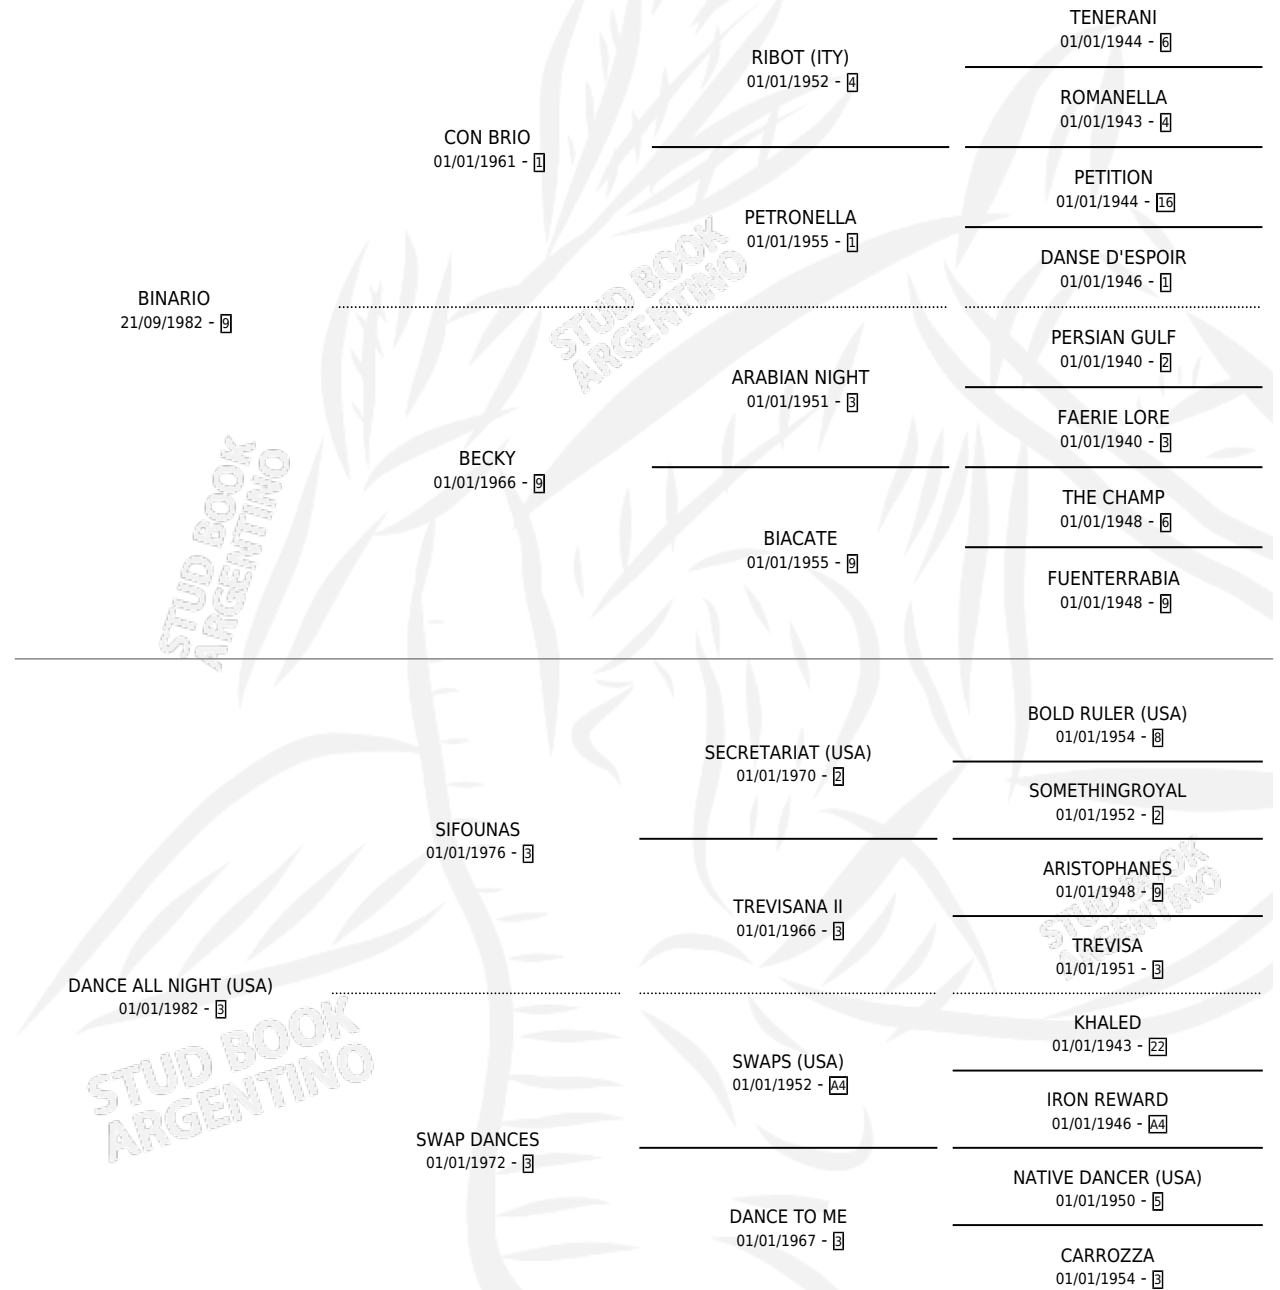 TENERANI
01/01/1944 - 6
RIBOT (ITY)
01/01/1952 - 4
ROMANELLA
01/01/1943 - 4
CON BRIO
01/01/1961 - 1
PETITION
01/01/1944 - 16
PETRONELLA
01/01/1955 - 1
DANSE D'ESPOIR
01/01/1946 - 1
BINARIO
21/09/1982 - 9
PERSIAN GULF
01/01/1940 - 2
ARABIAN NIGHT
01/01/1951 - 3
FAERIE LORE
01/01/1940 - 3
BECKY
01/01/1966 - 9
THE CHAMP
01/01/1948 - 6
BIACATE
01/01/1955 - 9
FUENTERRABIA
01/01/1948 - 9
STUD BOOK
ARGENTINO
STUD BOOK
ARGENTINO
BOLD RULER (USA)
01/01/1954 - 8
SECRETARIAT (USA)
01/01/1970 - 2
SOMETHINGROYAL
01/01/1952 - 2
SIFOUNAS
01/01/1976 - 3
ARISTOPHANES
01/01/1948 - 9
TREVISANA II
01/01/1966 - 3
TREVISA
01/01/1951 - 3
DANCE ALL NIGHT (USA)
01/01/1982 - 3
KHALED
01/01/1943 - 22
SWAPS (USA)
01/01/1952 - A4
IRON REWARD
01/01/1946 - A4
SWAP DANCES
01/01/1972 - 3
NATIVE DANCER (USA)
01/01/1950 - 5
DANCE TO ME
01/01/1967 - 3
CARROZZA
01/01/1954 - 3
STUD BOOK
ARGENTINO
STUD BOOK
ARGENTINO